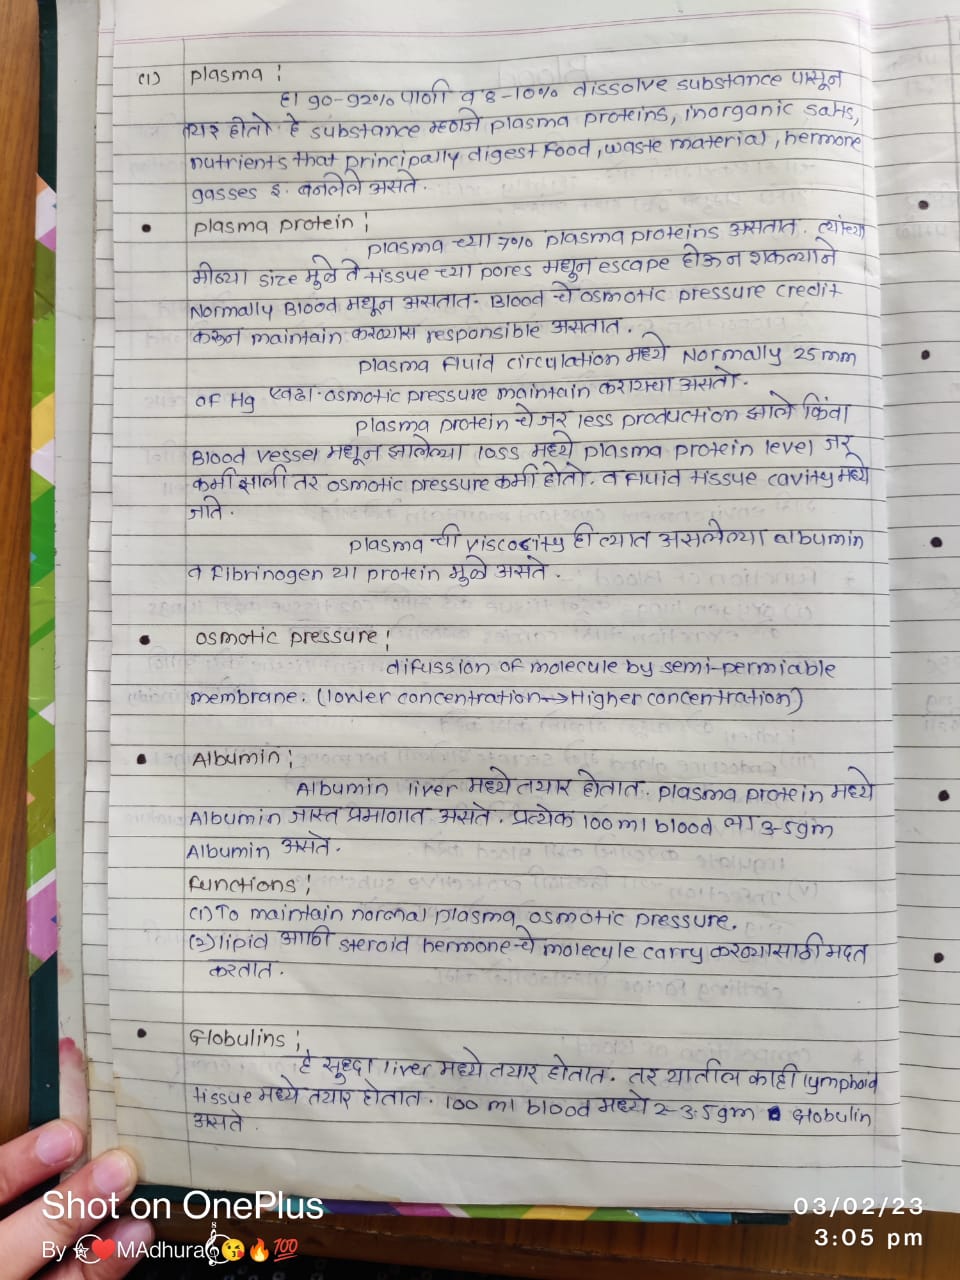 (1) plasma :
हा 90-92% पाणी व 8-10% dissolve substance पासून
तयार होतो. हे substance म्हणजे plasma proteins, inorganic salts,
nutrients that principally digest food, waste material, hermone
gasses इ. बनलेले असते.
• plasma protein :
plasma च्या 7% plasma proteins असतात. त्यांच्या
मोठ्या size मुळे ते tissue च्या pores मधून escape होऊ न शकल्याने
Normally Blood मधून असतात. Blood चे osmotic pressure credit
करून maintain करण्यास responsible असतात.
plasma fluid circulation मध्ये Normally 25 mm
of Hg एवढा osmotic pressure maintain करायचा असतो.
plasma protein चे जर less production झाले किंवा
Blood vessel मधून झालेल्या loss मध्ये plasma protein level जर
कमी झाली तर osmotic pressure कमी होतो. व fluid tissue cavity मध्ये
जाते.
plasma ची viscocity ही त्यात असलेल्या albumin
व fibrinogen या protein मुळे असते.
• osmotic pressure :
difussion of molecule by semi-permiable
membrane. (lower concentration → Higher concentration)
• Albumin :
Albumin liver मध्ये तयार होतात. plasma protein मध्ये
Albumin जास्त प्रमाणात असते. प्रत्येक 100 ml blood 3-5gm
Albumin असते.
functions :
(1) To maintain normal plasma osmotic pressure.
(2) lipid आणि steroid hermone चे molecule carry करण्यासाठी मदत
करतात.
• Globulins :
हे सुध्दा liver मध्ये तयार होतात. तर यातील काही lymphoid
tissue मध्ये तयार होतात. 100 ml blood मध्ये 2-3.5gm Globulin
असते.
Shot on OnePlus
By MAdhura
03/02/23
3:05 pm